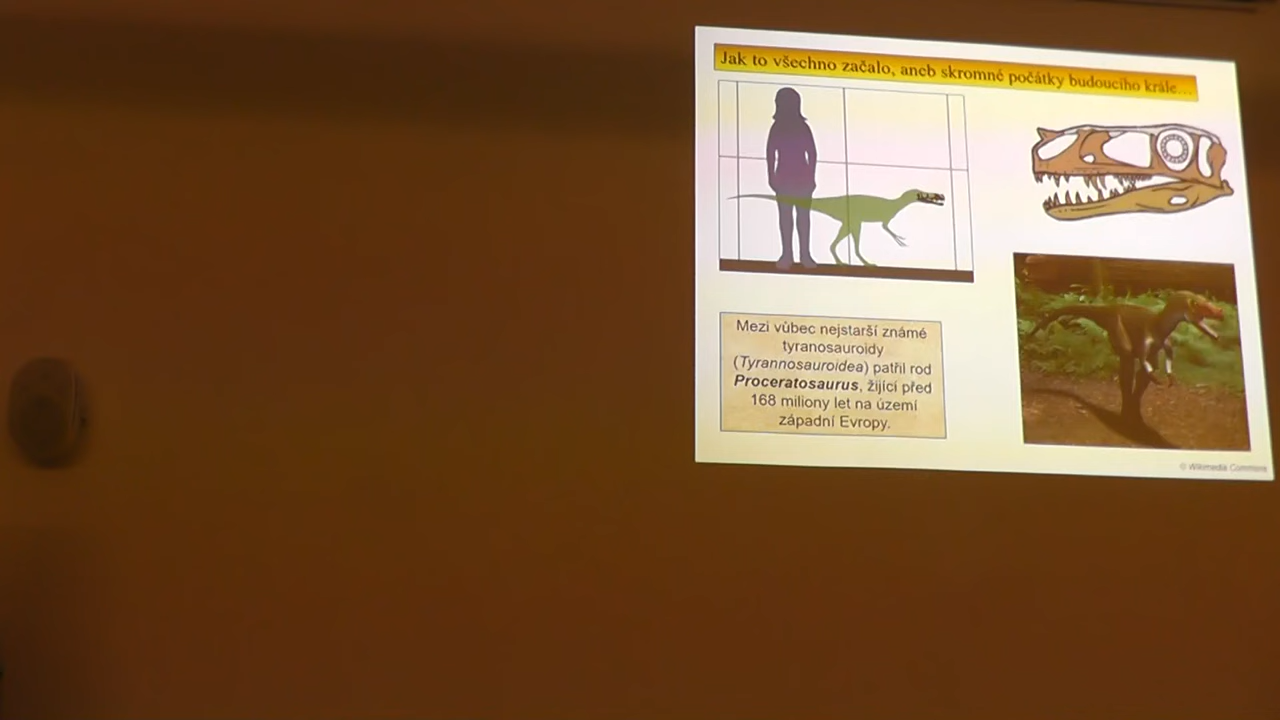 Jak to všechno začalo, aneb skromné počátky budoucího krále...
Mezi vůbec nejstarší známé
tyranosauroidy
(Tyrannosauroidea) patřil rod
Proceratosaurus, žijící před
168 miliony let na území
západní Evropy.
© Wikimedia Commons